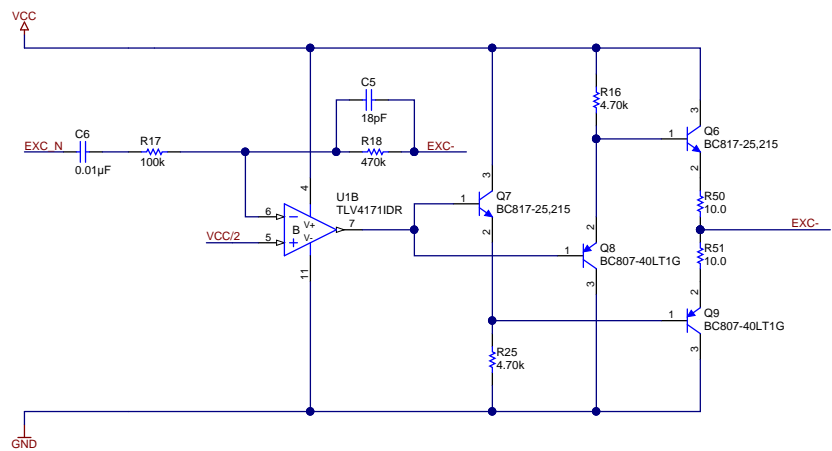 VCC
C5
18pF
R16
4.70k
3
C6
R17
R18
1
Q6
BC817-25,215
EXC_N
EXC-
0.01µF
100k
470k
2
3
U1B
TLV4171IDR
4
Q7
BC817-25,215
1
R50
10.0
6
V+
B
7
2
2
EXC-
VCC/2
5
V-
1
Q8
BC807-40LT1G
R51
10.0
11
3
2
1
Q9
BC807-40LT1G
R25
4.70k
3
GND